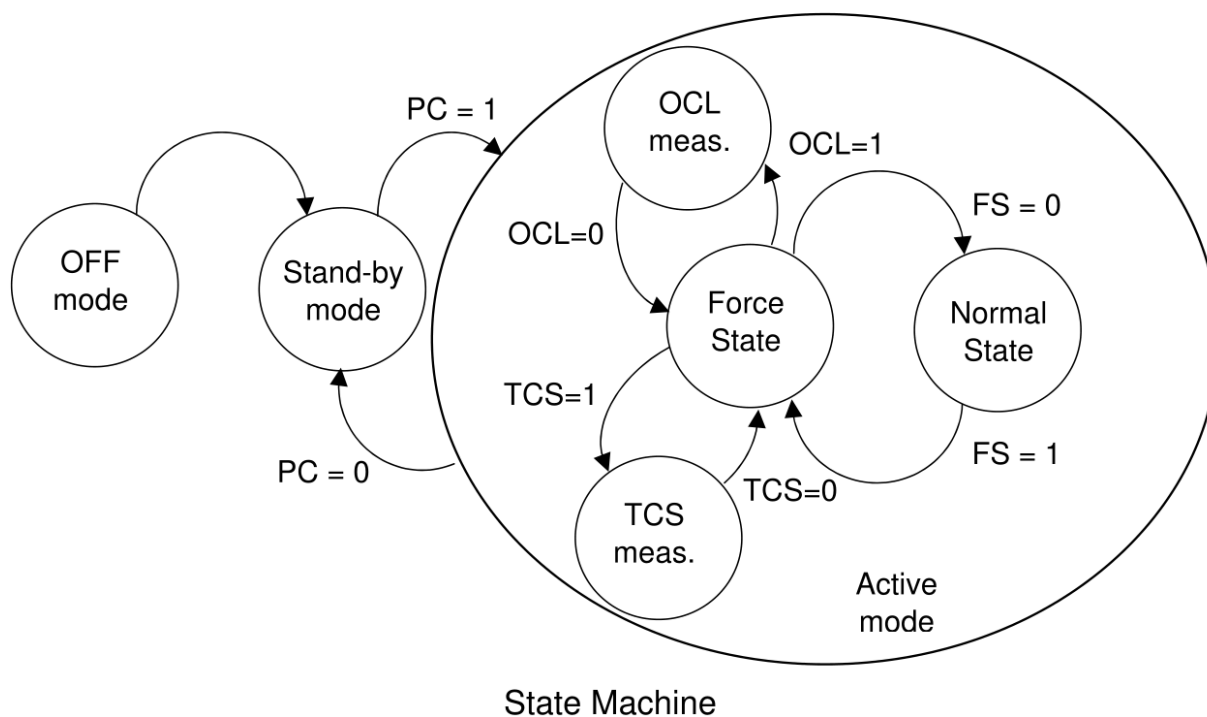 OCL
meas.
PC = 1
OCL=1
FS = 0
OCL=0
OFF
mode
Stand-by
mode
Force
State
Normal
State
TCS=1
FS = 1
PC = 0
TCS=0
TCS
meas.
Active
mode
State Machine